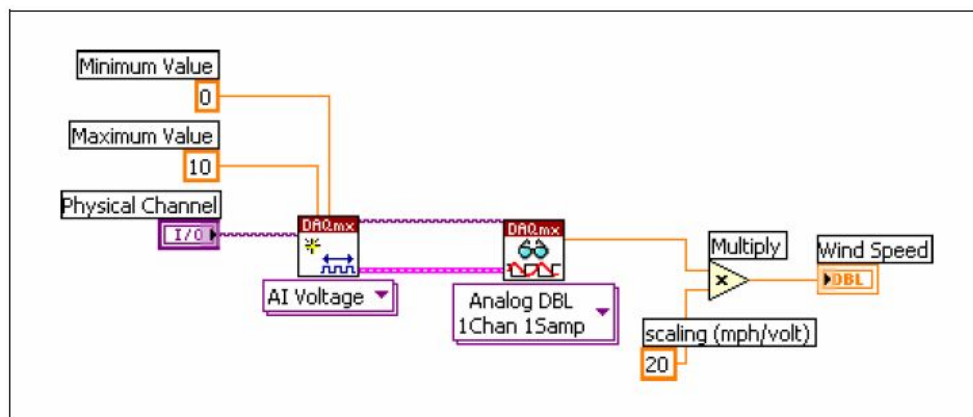 Minimum Value
0
Maximum Value
10
Physical Channel
I/O
DAQmx
AI Voltage
DAQmx
Analog DBL
1Chan 1Samp
Multiply
x
Wind Speed
DBL
scaling (mph/volt)
20